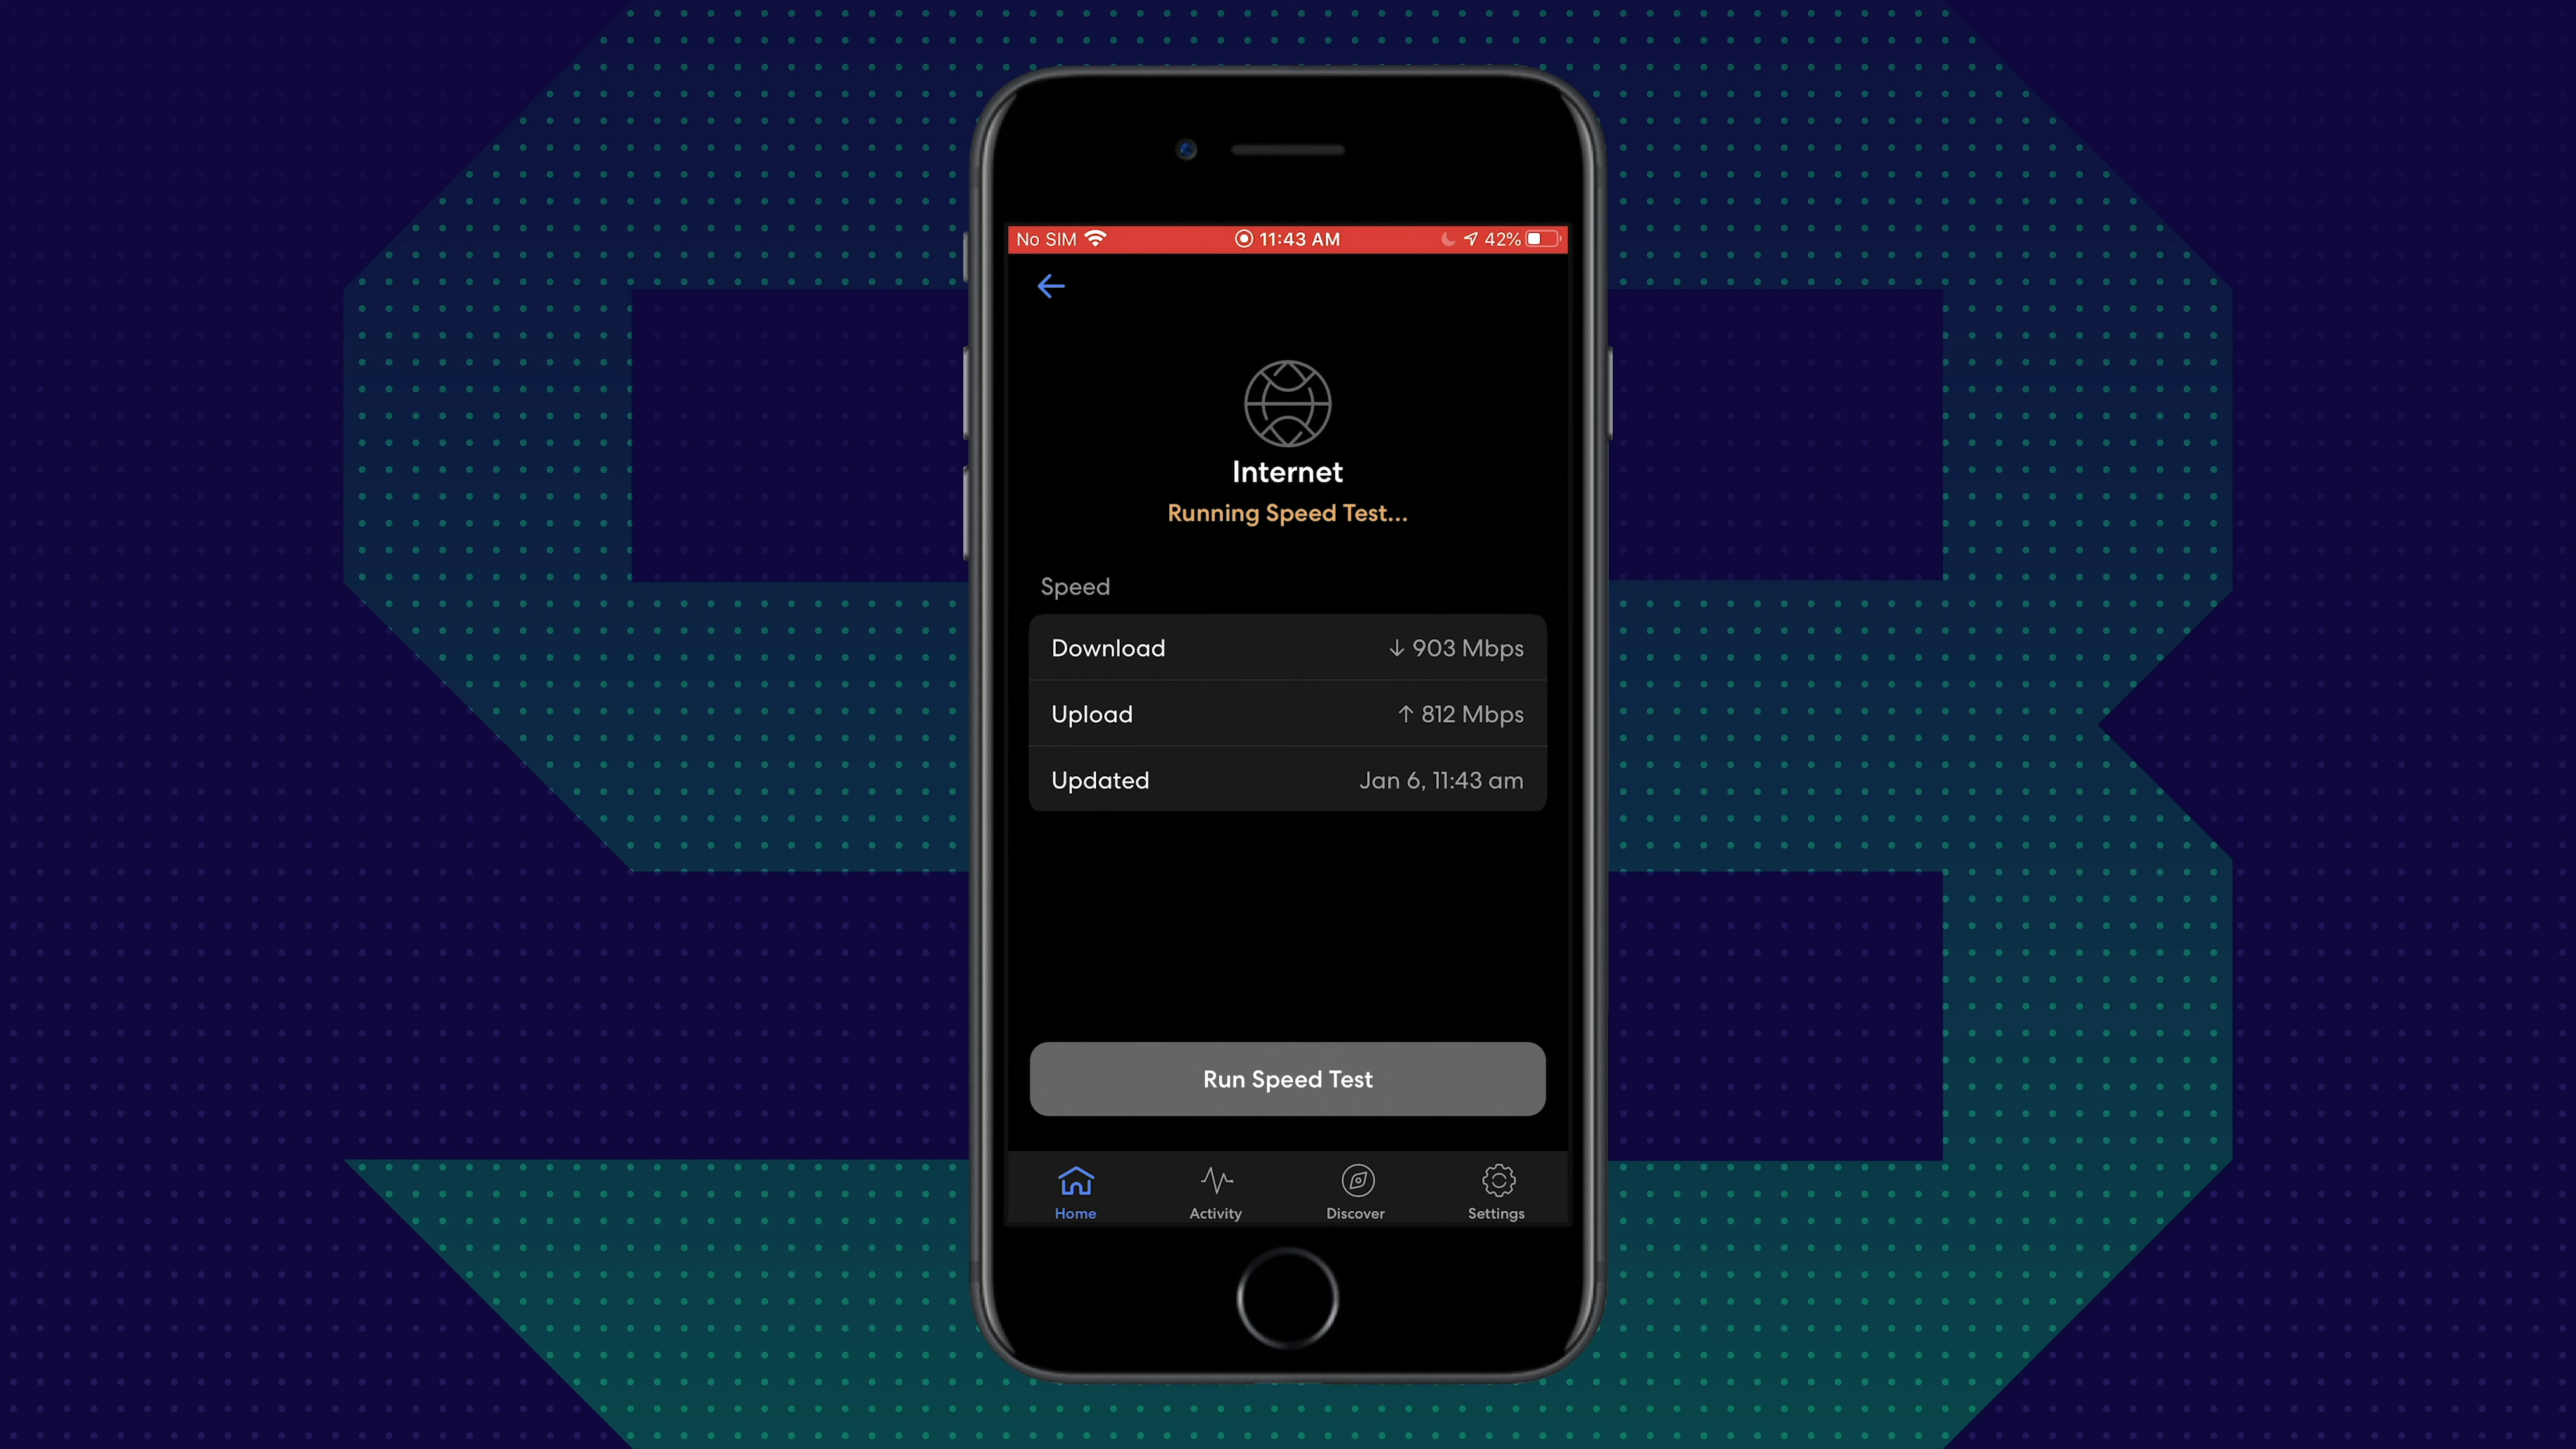 No SIM 11:43 AM 42%
Internet
Running Speed Test...
Speed
Download ↓ 903 Mbps
Upload ↑ 812 Mbps
Updated Jan 6, 11:43 am
Run Speed Test
Home Activity Discover Settings